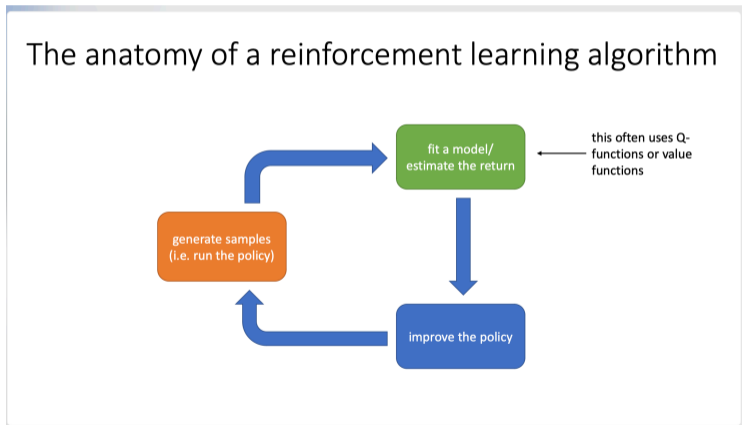 The anatomy of a reinforcement learning algorithm
fit a model/
estimate the return
this often uses Q-
functions or value
functions
generate samples
(i.e. run the policy)
improve the policy